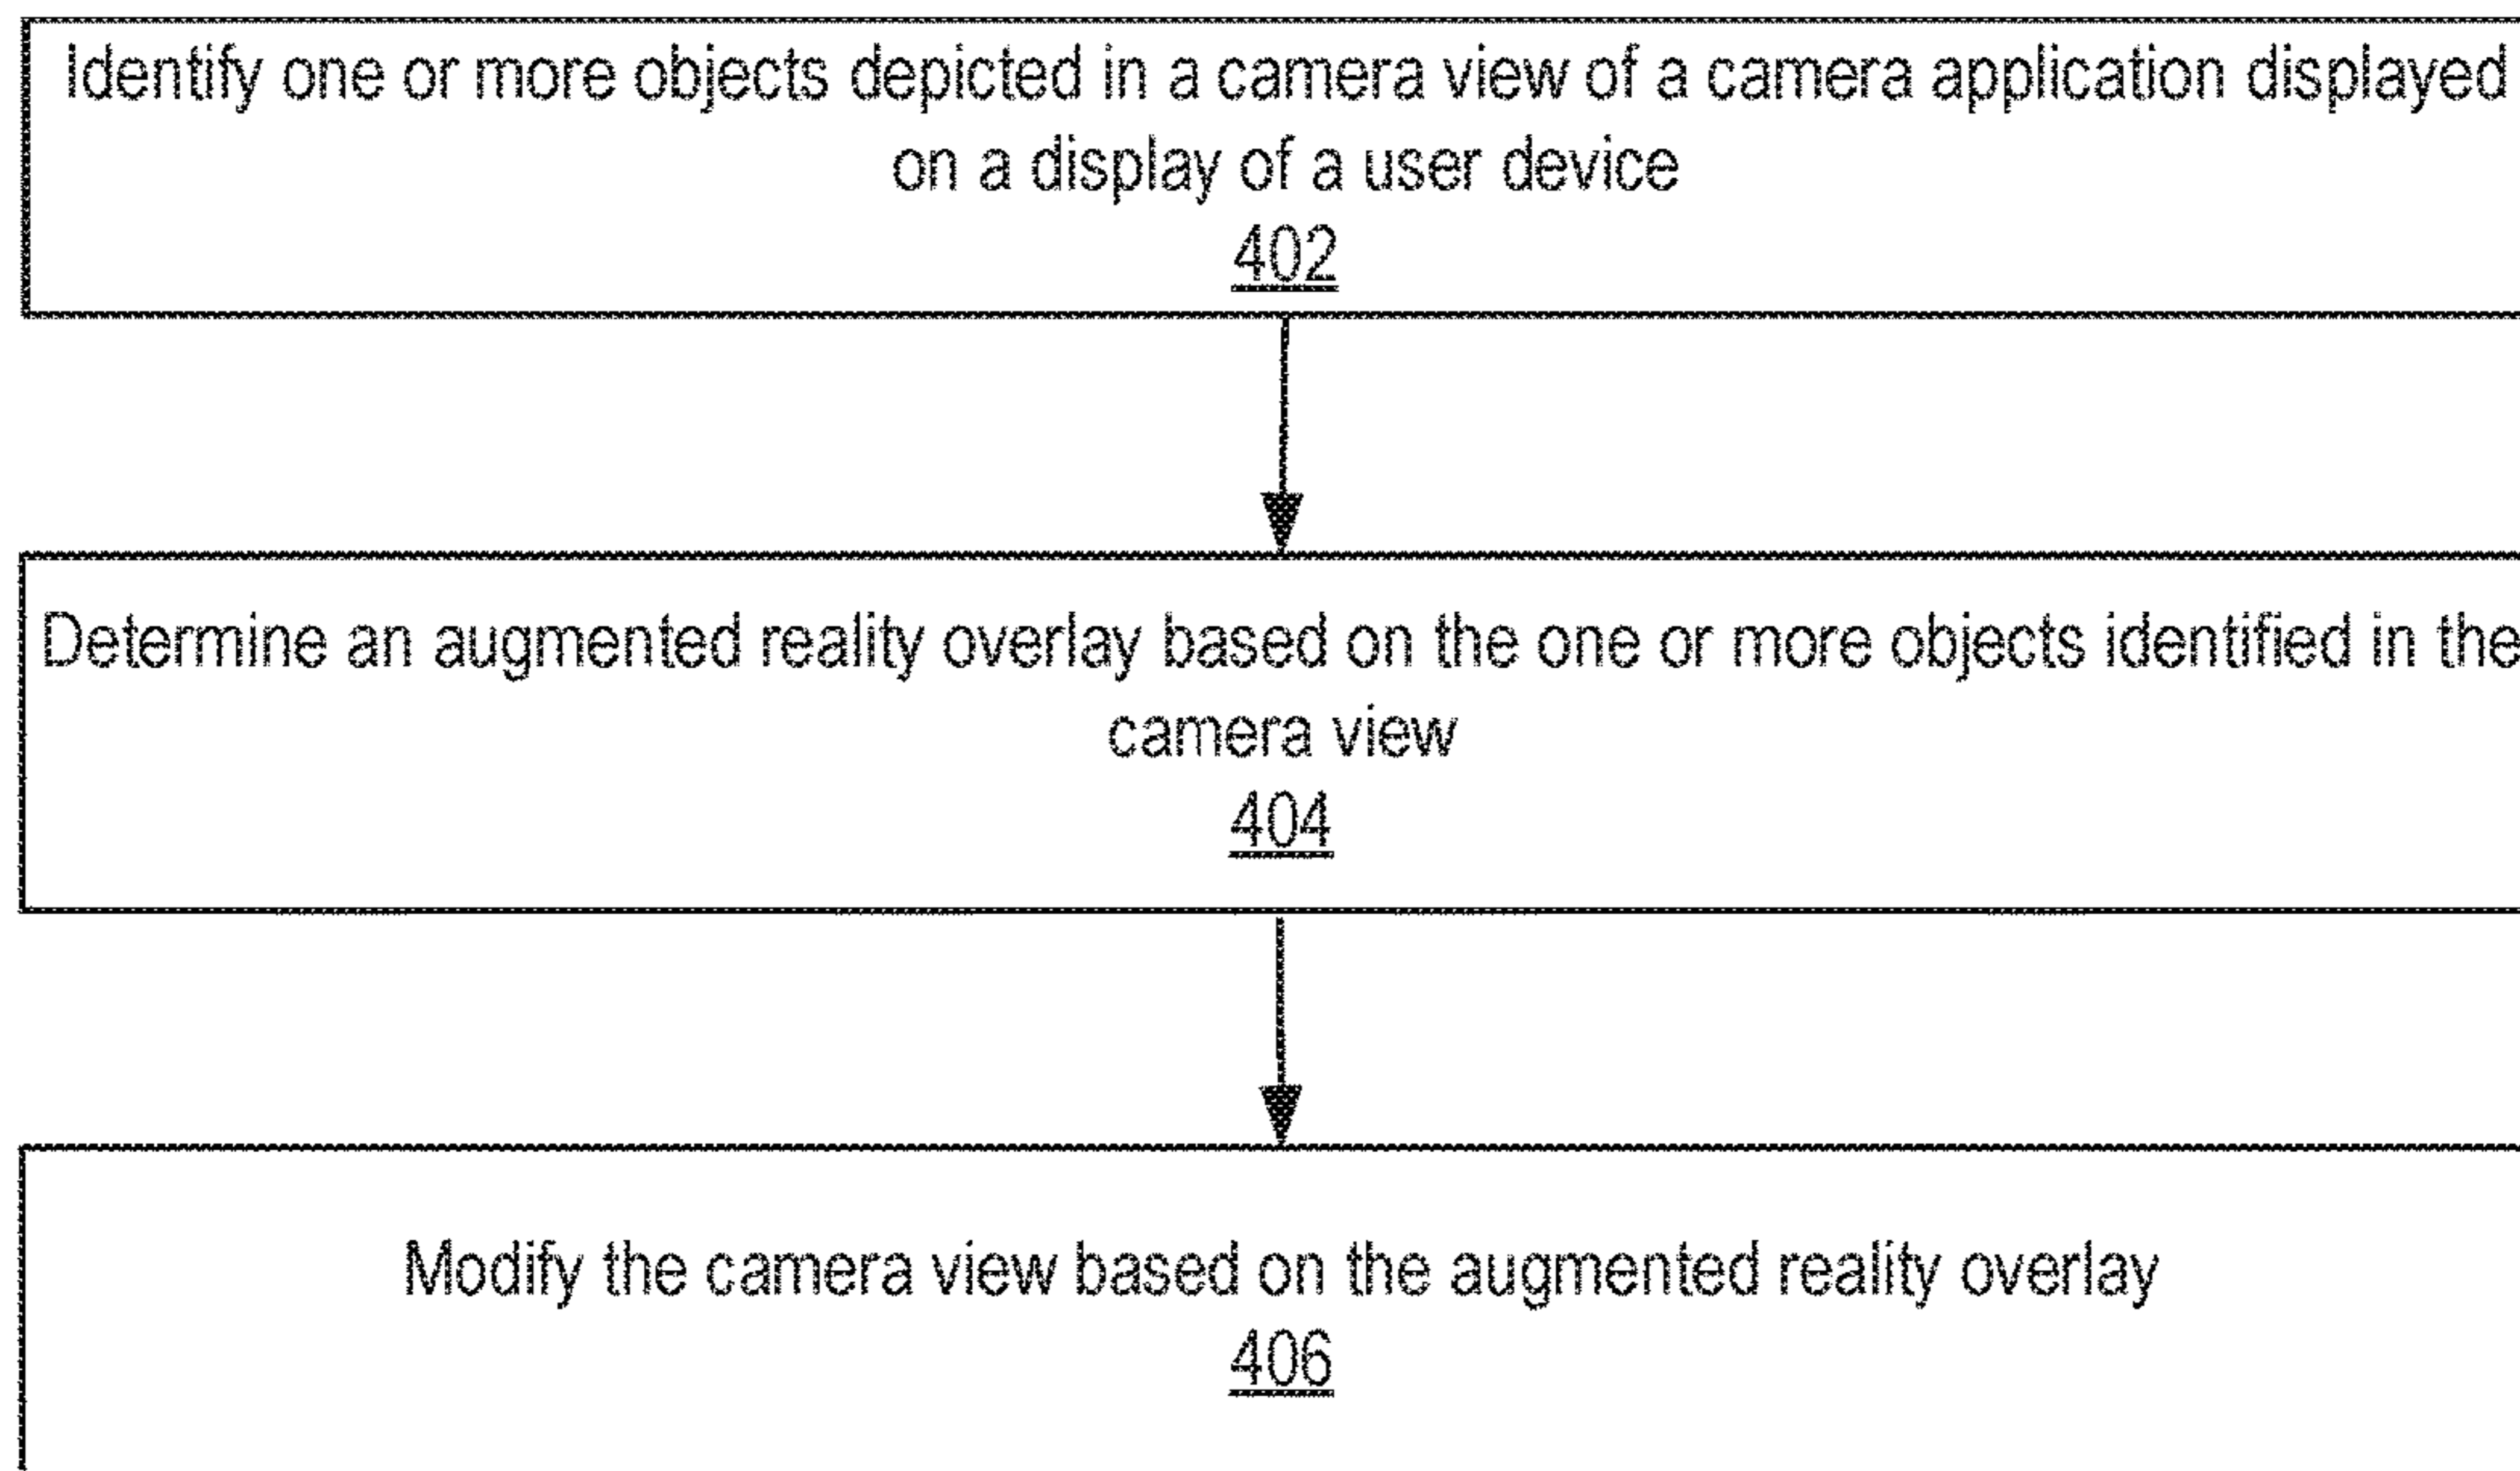 Identify one or more objects depicted in a camera view of a camera application displayed
on a display of a user device
402
Determine an augmented reality overlay based on the one or more objects identified in the
camera view
404
Modify the camera view based on the augmented reality overlay
406